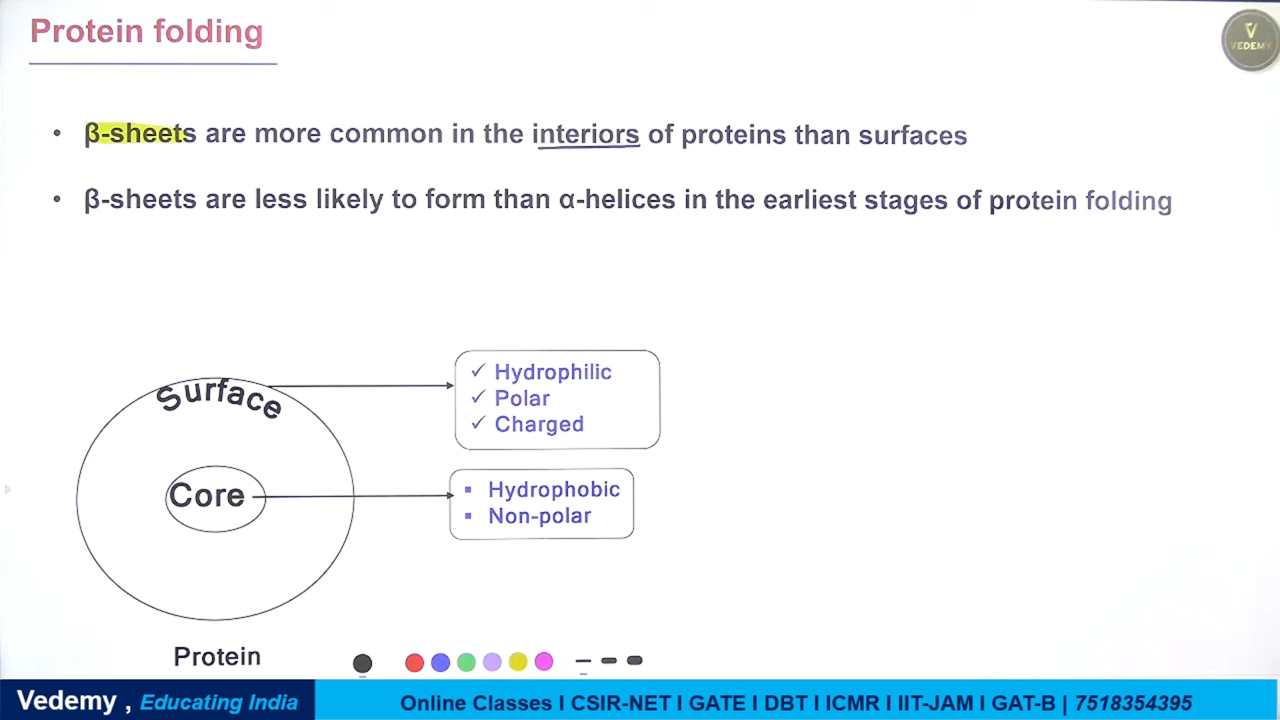 Protein folding
V
VEDEMY
• β-sheets are more common in the interiors of proteins than surfaces
• β-sheets are less likely to form than α-helices in the earliest stages of protein folding
Surface
✓ Hydrophilic
✓ Polar
✓ Charged
Core
▪ Hydrophobic
▪ Non-polar
Protein
Vedemy , Educating India
Online Classes I CSIR-NET I GATE I DBT I ICMR I IIT-JAM I GAT-B | 7518354395